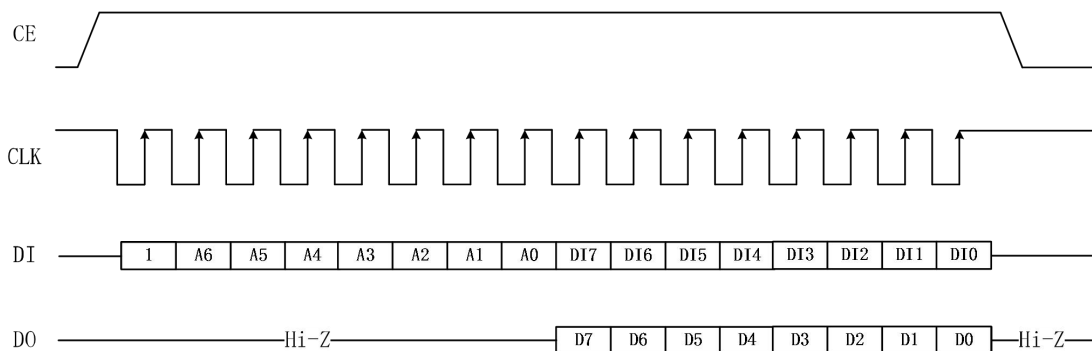 CE
CLK
DI 1 A6 A5 A4 A3 A2 A1 A0 DI7 DI6 DI5 DI4 DI3 DI2 DI1 DI0
DO Hi-Z D7 D6 D5 D4 D3 D2 D1 D0 Hi-Z